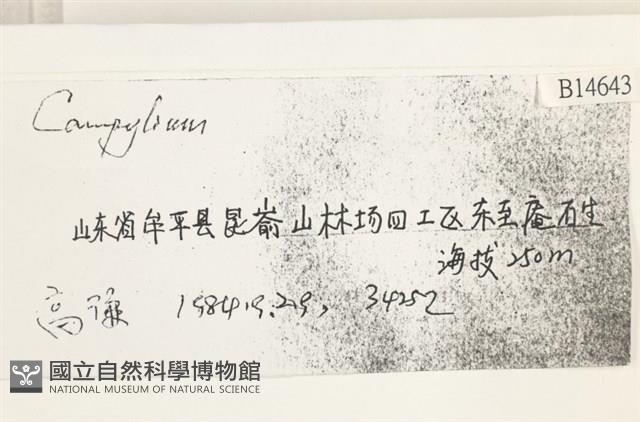 B14643
Campylium
山东省牟平县昆嵛山林场四工区东至庵石生
海拔250m
高谦 1984.9.29, 34252
國立自然科學博物館
NATIONAL MUSEUM OF NATURAL SCIENCE